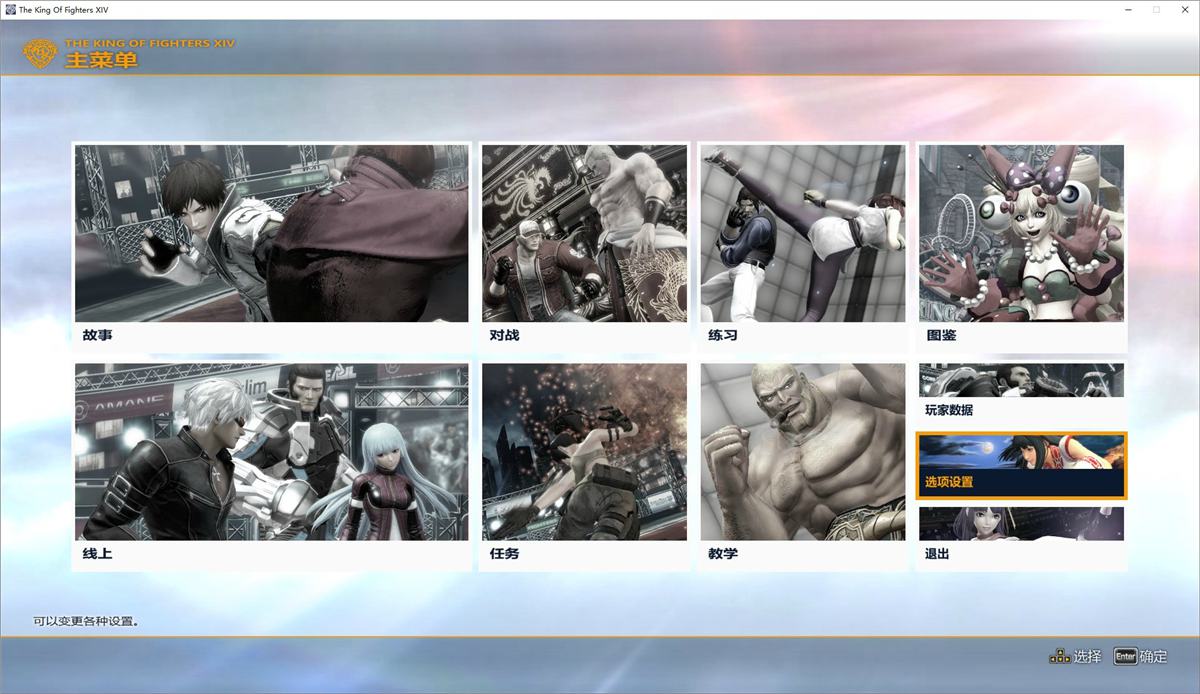 The King Of Fighters XIV
THE KING OF FIGHTERS XIV
主菜单
故事
对战
练习
图鉴
AMANE
线上
任务
教学
玩家数据
选项设置
退出
可以变更各种设置。
选择
Enter 确定